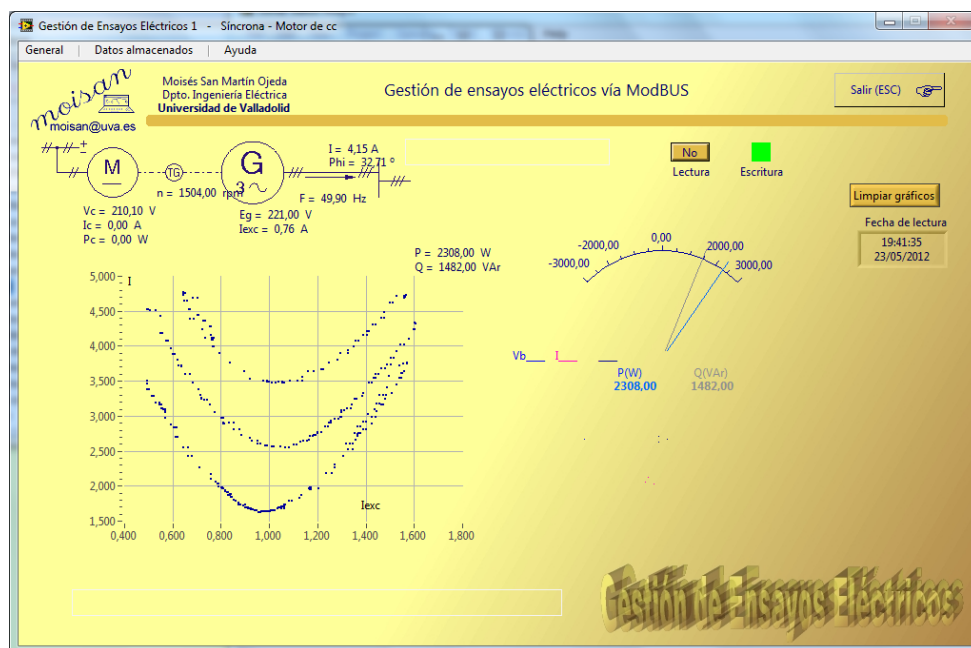 Gestión de Ensayos Eléctricos 1 - Síncrona - Motor de cc
General | Datos almacenados | Ayuda
moisan
moisan@uva.es
Moisés San Martín Ojeda
Dpto. Ingeniería Eléctrica
Universidad de Valladolid
Gestión de ensayos eléctricos vía ModBUS
Salir (ESC)
M
TG
G
3
I = 4,15 A
Phi = 32,71 º
n = 1504,00 rpm
F = 49,90 Hz
Vc = 210,10 V
Ic = 0,00 A
Pc = 0,00 W
Eg = 221,00 V
Iexc = 0,76 A
No
Lectura
Escritura
Limpiar gráficos
Fecha de lectura
19:41:35
23/05/2012
P = 2308,00 W
Q = 1482,00 VAr
-3000,00
-2000,00
0,00
2000,00
3000,00
Vb___ I___ ___
P(W) Q(VAr)
2308,00 1482,00
I
5,000
4,500
4,000
3,500
3,000
2,500
2,000
1,500
Iexc
0,400 0,600 0,800 1,000 1,200 1,400 1,600 1,800
Gestión de Ensayos Eléctricos